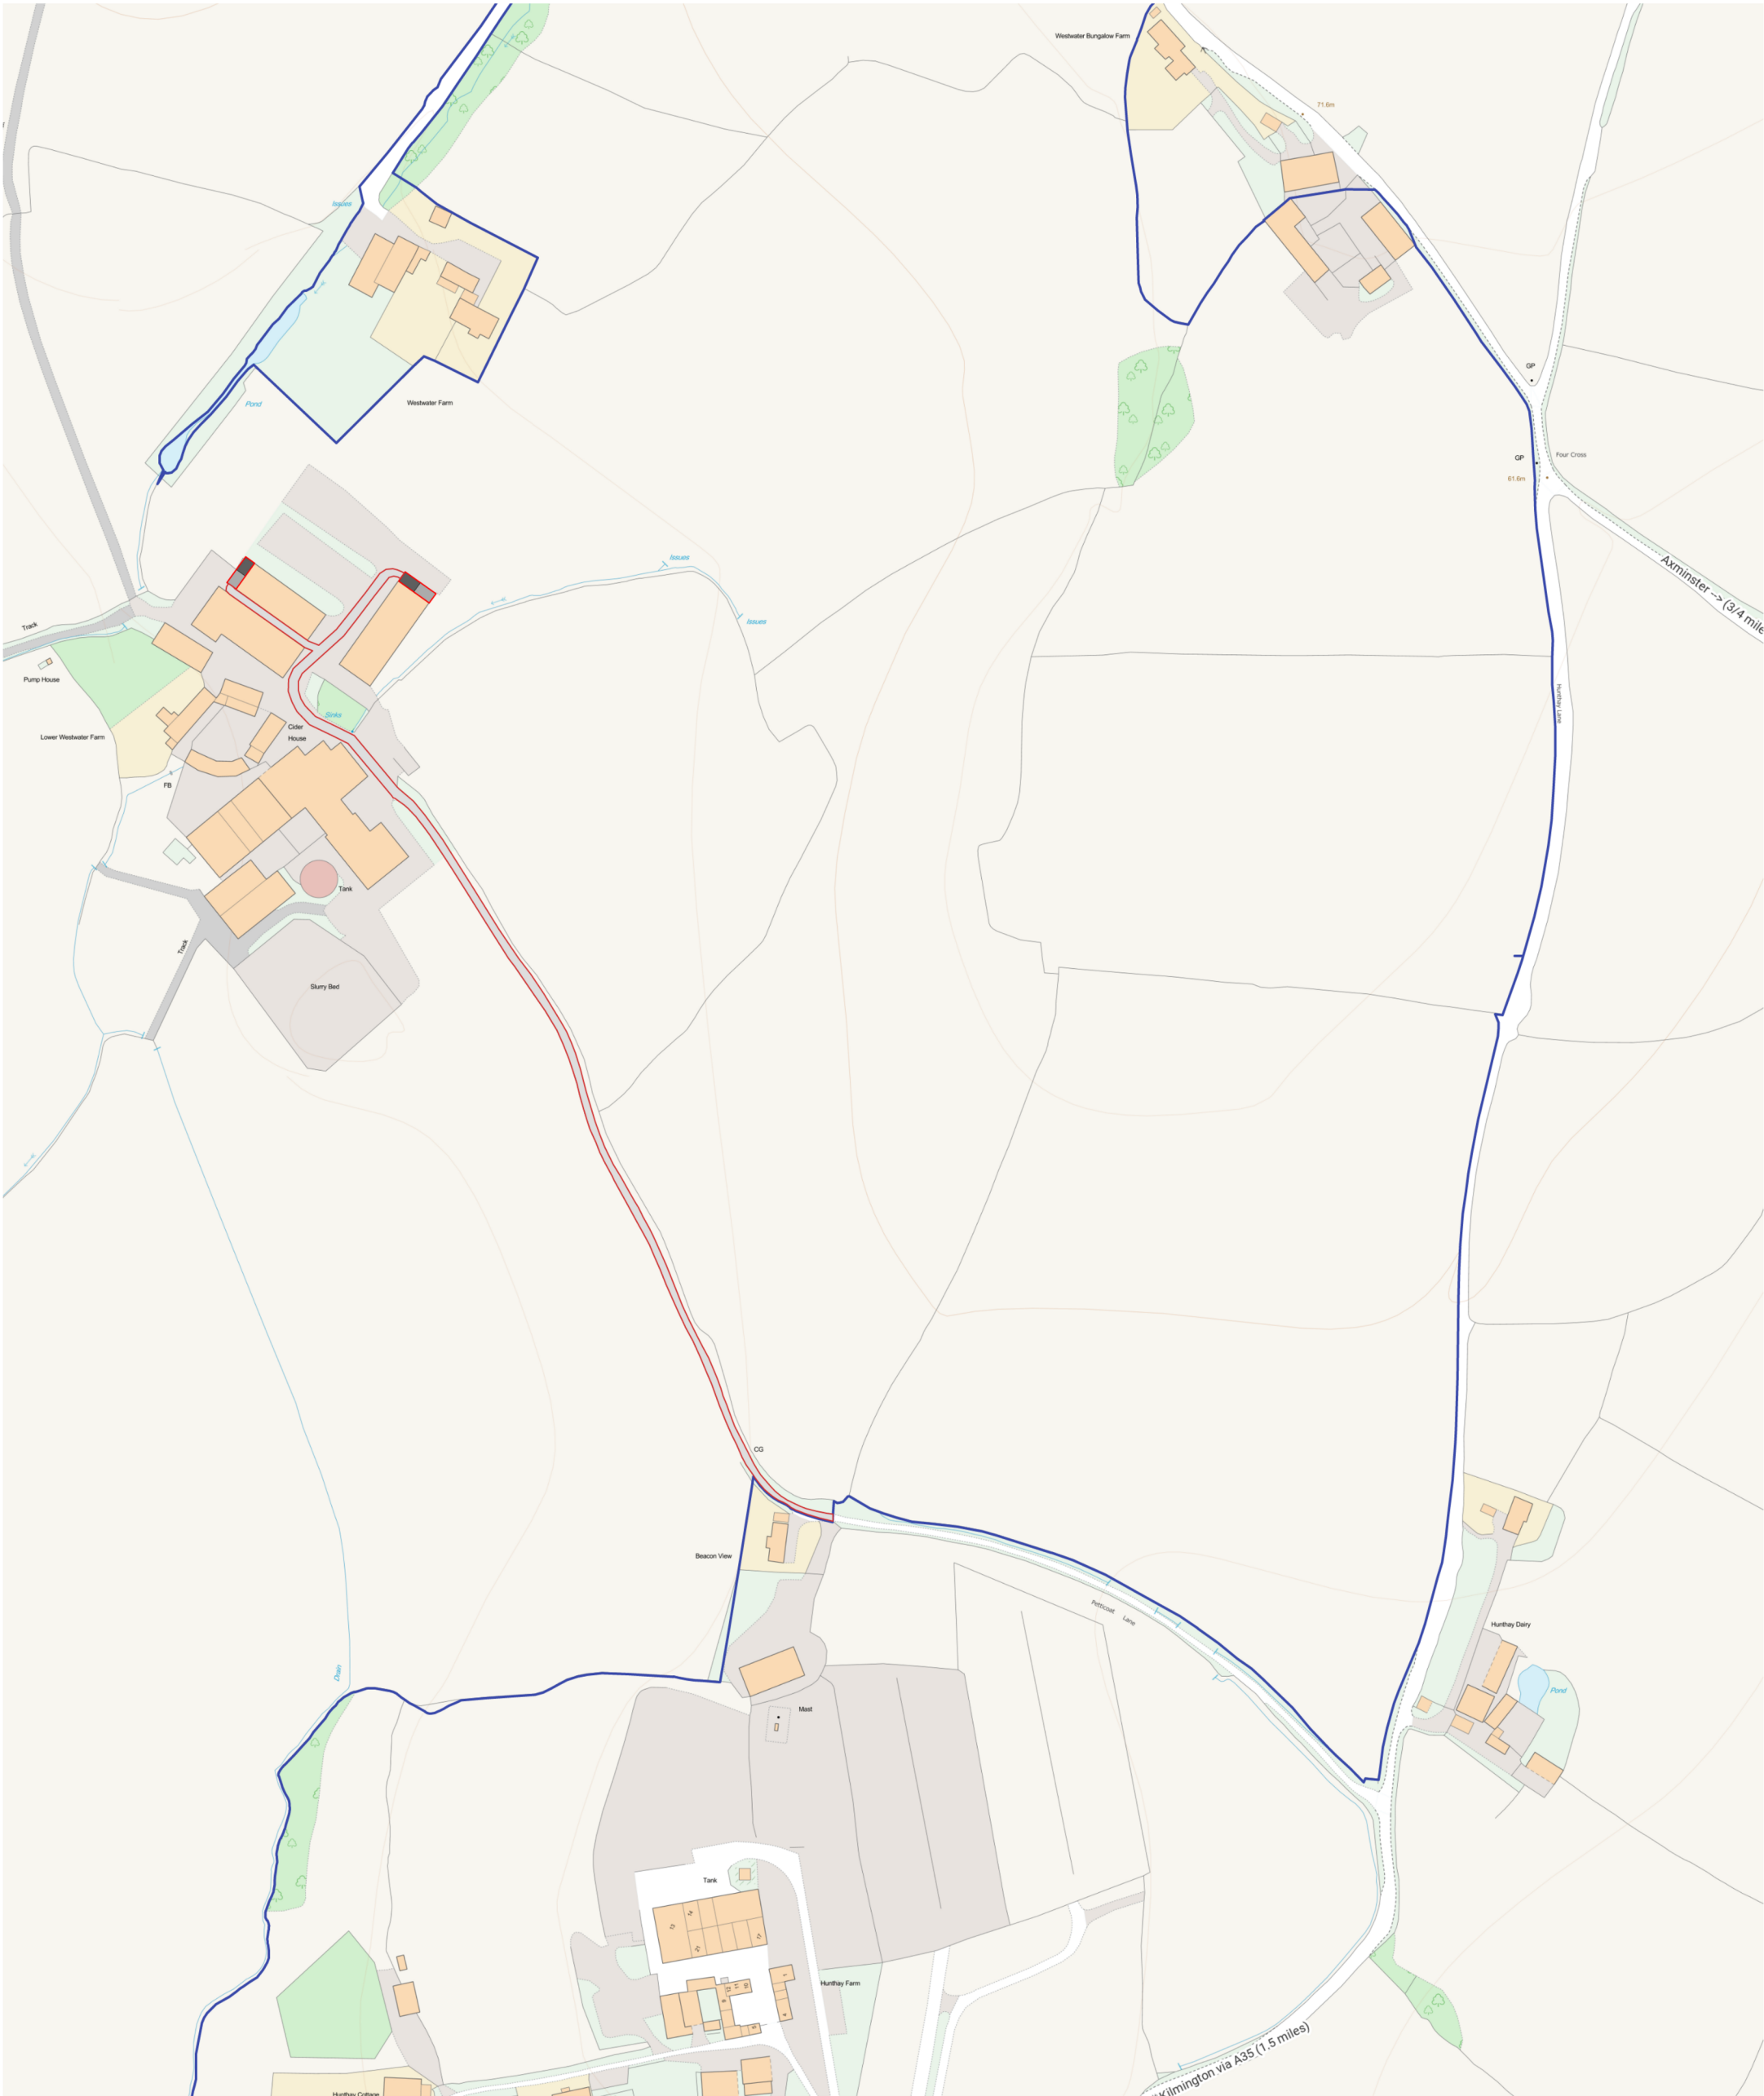 Westwater Bungalow Farm
71.6m
Issues
Westwater Farm
Pond
GP
GP
Four Cross
61.6m
Axminster --> (3/4 mile
Issues
Issues
Track
Pump House
Hunthay Lane
Sinks
Cider
House
Lower Westwater Farm
FB
Tank
Track
Slurry Bed
CG
Beacon View
Petticoat Lane
Hunthay Dairy
Drain
Pond
Mast
Tank
Hunthay Farm
Kilmington via A35 (1.5 miles)
Hunthay Cottage